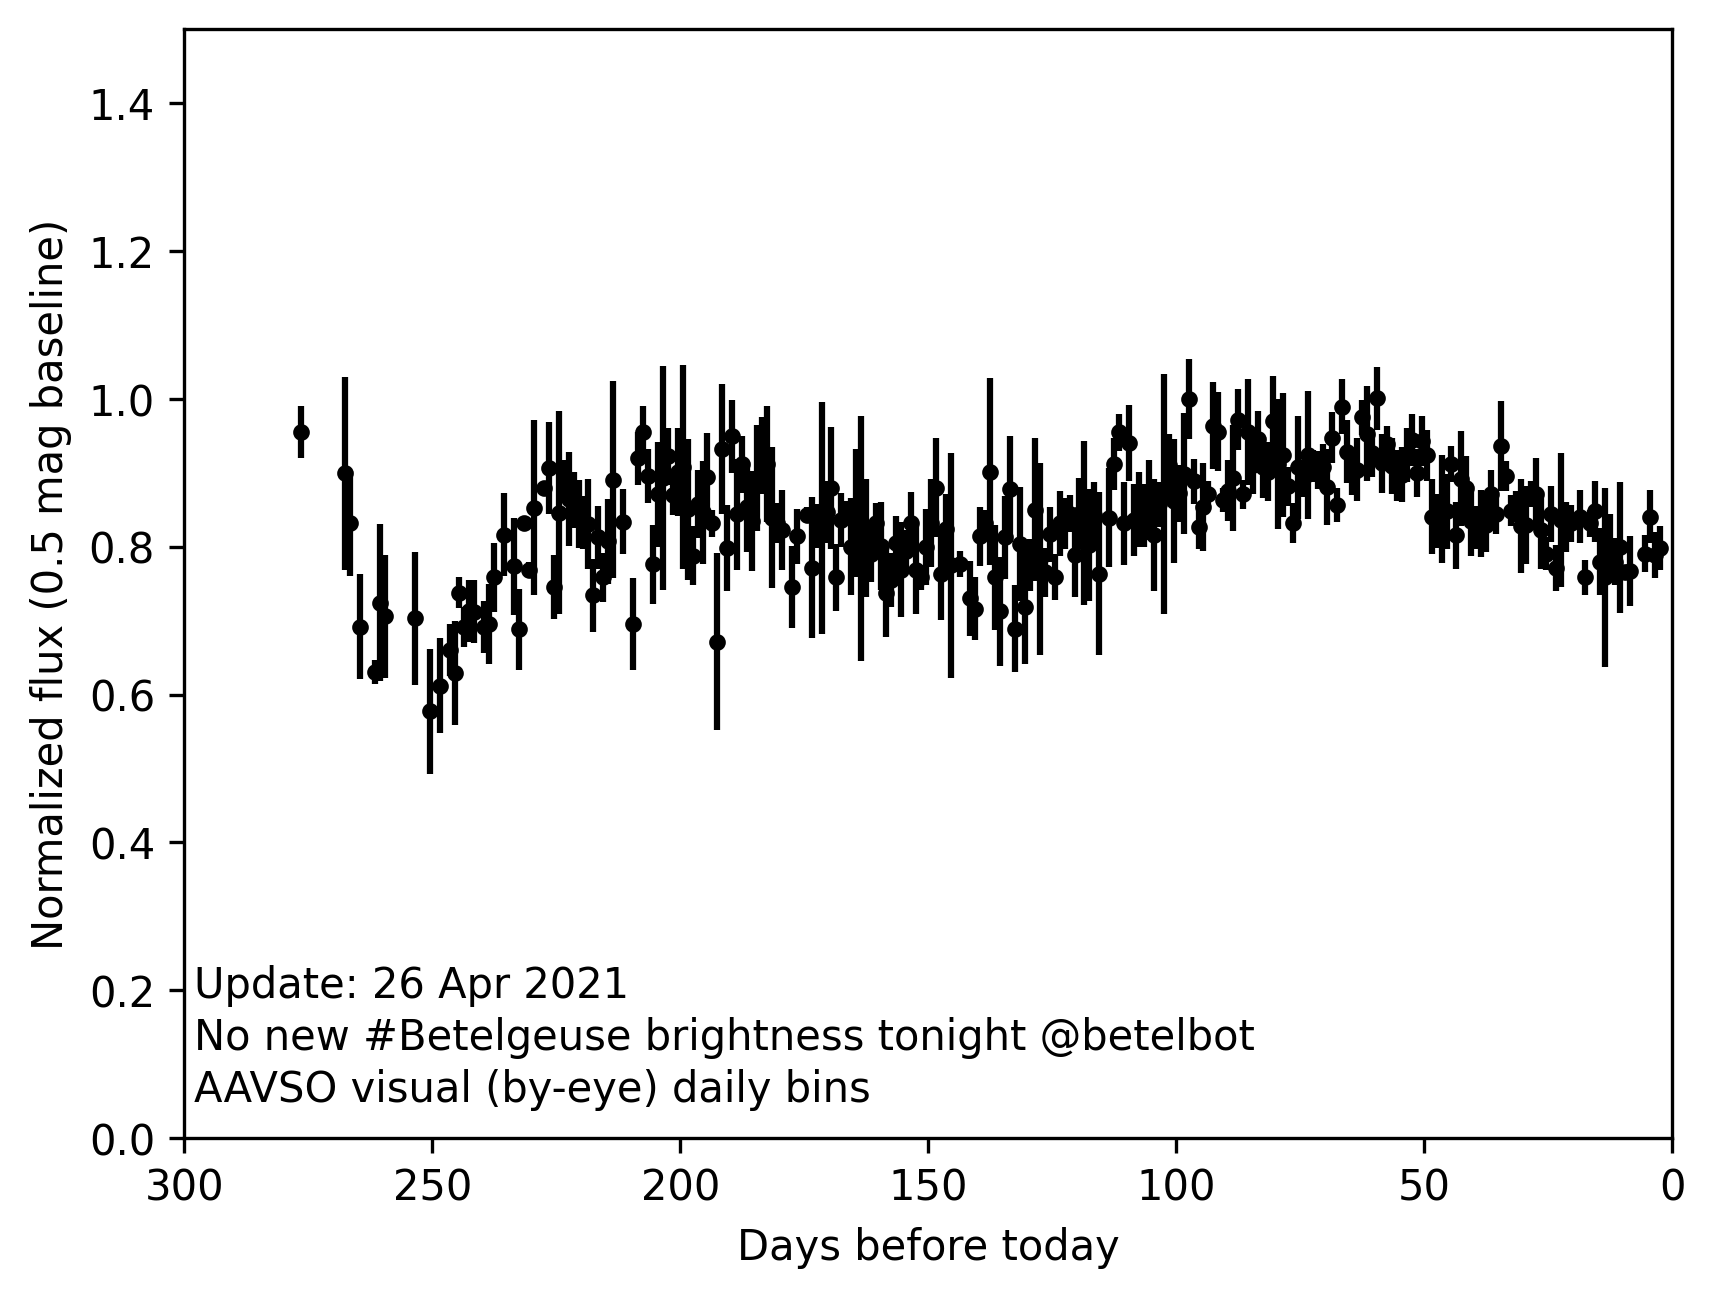 1.4
1.2
1.0
0.8
0.6
0.4
0.2
0.0
Normalized flux (0.5 mag baseline)
Update: 26 Apr 2021
No new #Betelgeuse brightness tonight @betelbot
AAVSO visual (by-eye) daily bins
300 250 200 150 100 50 0
Days before today